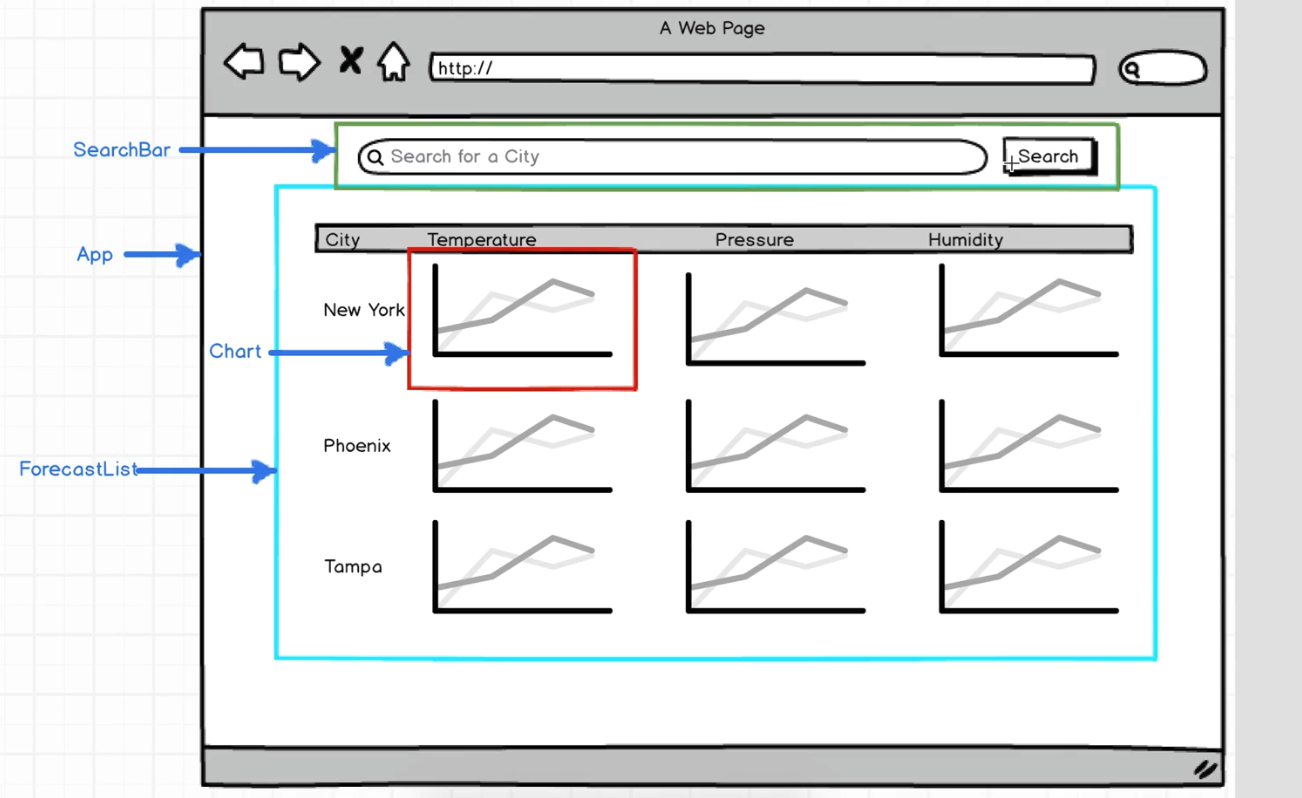 A Web Page
http://
SearchBar
Search for a City
Search
App
City Temperature Pressure Humidity
New York
Chart
Phoenix
ForecastList
Tampa